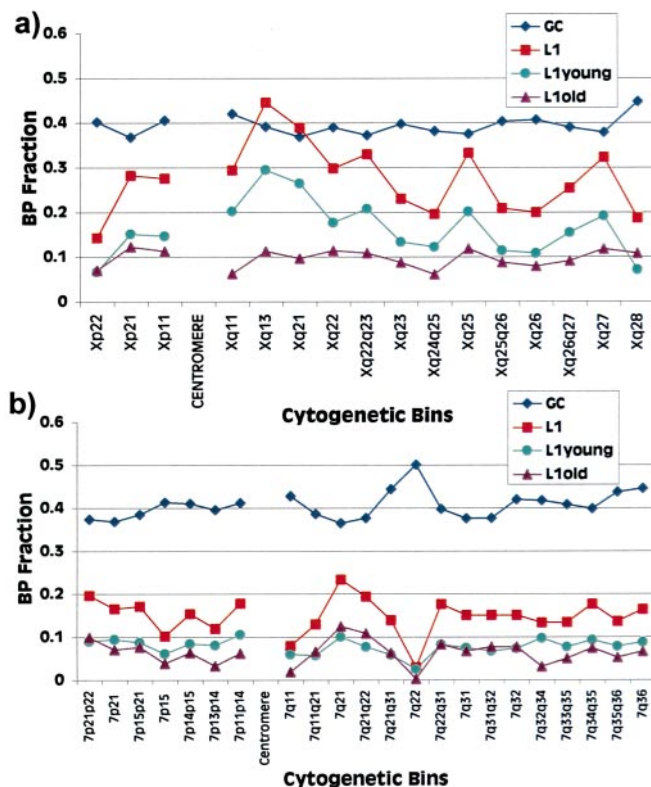 a)
0.6
0.5
0.4
0.3
0.2
0.1
0
BP Fraction
GC
L1
L1young
L1old
Xp22
Xp21
Xp11
CENTROMERE
Xq11
Xq13
Xq21
Xq22
Xq22q23
Xq23
Xq24q25
Xq25
Xq25q26
Xq26
Xq26q27
Xq27
Xq28
Cytogenetic Bins
b)
0.6
0.5
0.4
0.3
0.2
0.1
0
BP Fraction
GC
L1
L1young
L1old
7p21p22
7p21
7p15p21
7p15
7p14p15
7p13p14
7p11p14
Centromere
7q11
7q11q21
7q21
7q21q22
7q21q31
7q22
7q22q31
7q31
7q31q32
7q32
7q32q34
7q33q35
7q34q35
7q35q36
7q36
Cytogenetic Bins